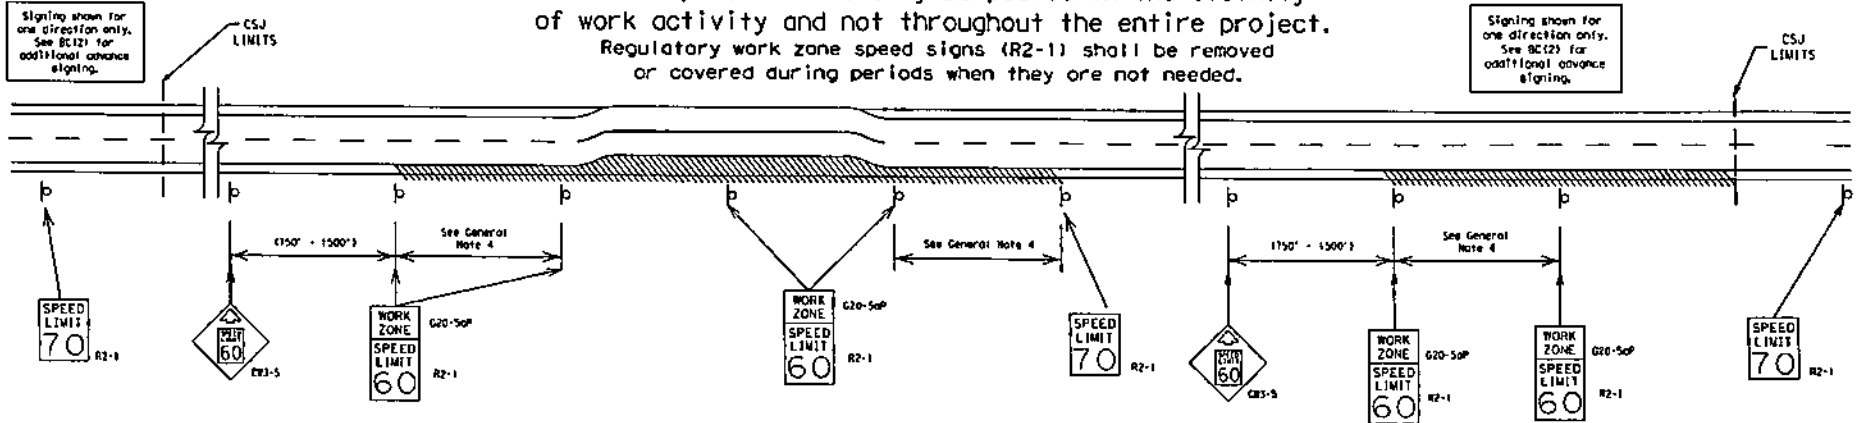 Signing shown for
one direction only.
See BC(2) for
additional advance
signing.
CSJ
LIMITS
of work activity and not throughout the entire project.
Regulatory work zone speed signs (R2-1) shall be removed
or covered during periods when they are not needed.
Signing shown for
one direction only.
See BC(2) for
additional advance
signing.
CSJ
LIMITS
(750' - 1500')
See General
Note 4
See General Note 4
(750' - 1500')
See General
Note 4
SPEED
LIMIT
70
R2-1
SPEED
LIMIT
60
CW3-5
WORK
ZONE
G20-5aP
SPEED
LIMIT
60
R2-1
WORK
ZONE
G20-5aP
SPEED
LIMIT
60
R2-1
SPEED
LIMIT
70
R2-1
SPEED
LIMIT
60
CW3-5
WORK
ZONE
G20-5aP
SPEED
LIMIT
60
R2-1
WORK
ZONE
G20-5aP
SPEED
LIMIT
60
R2-1
SPEED
LIMIT
70
R2-1